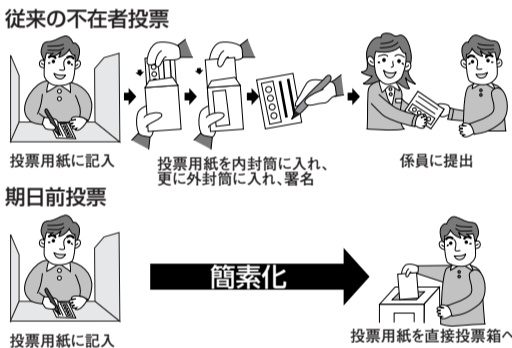 従来の不在者投票
投票用紙に記入
投票用紙を内封筒に入れ、
更に外封筒に入れ、署名
係員に提出
期日前投票
簡素化
投票用紙に記入
投票用紙を直接投票箱へ